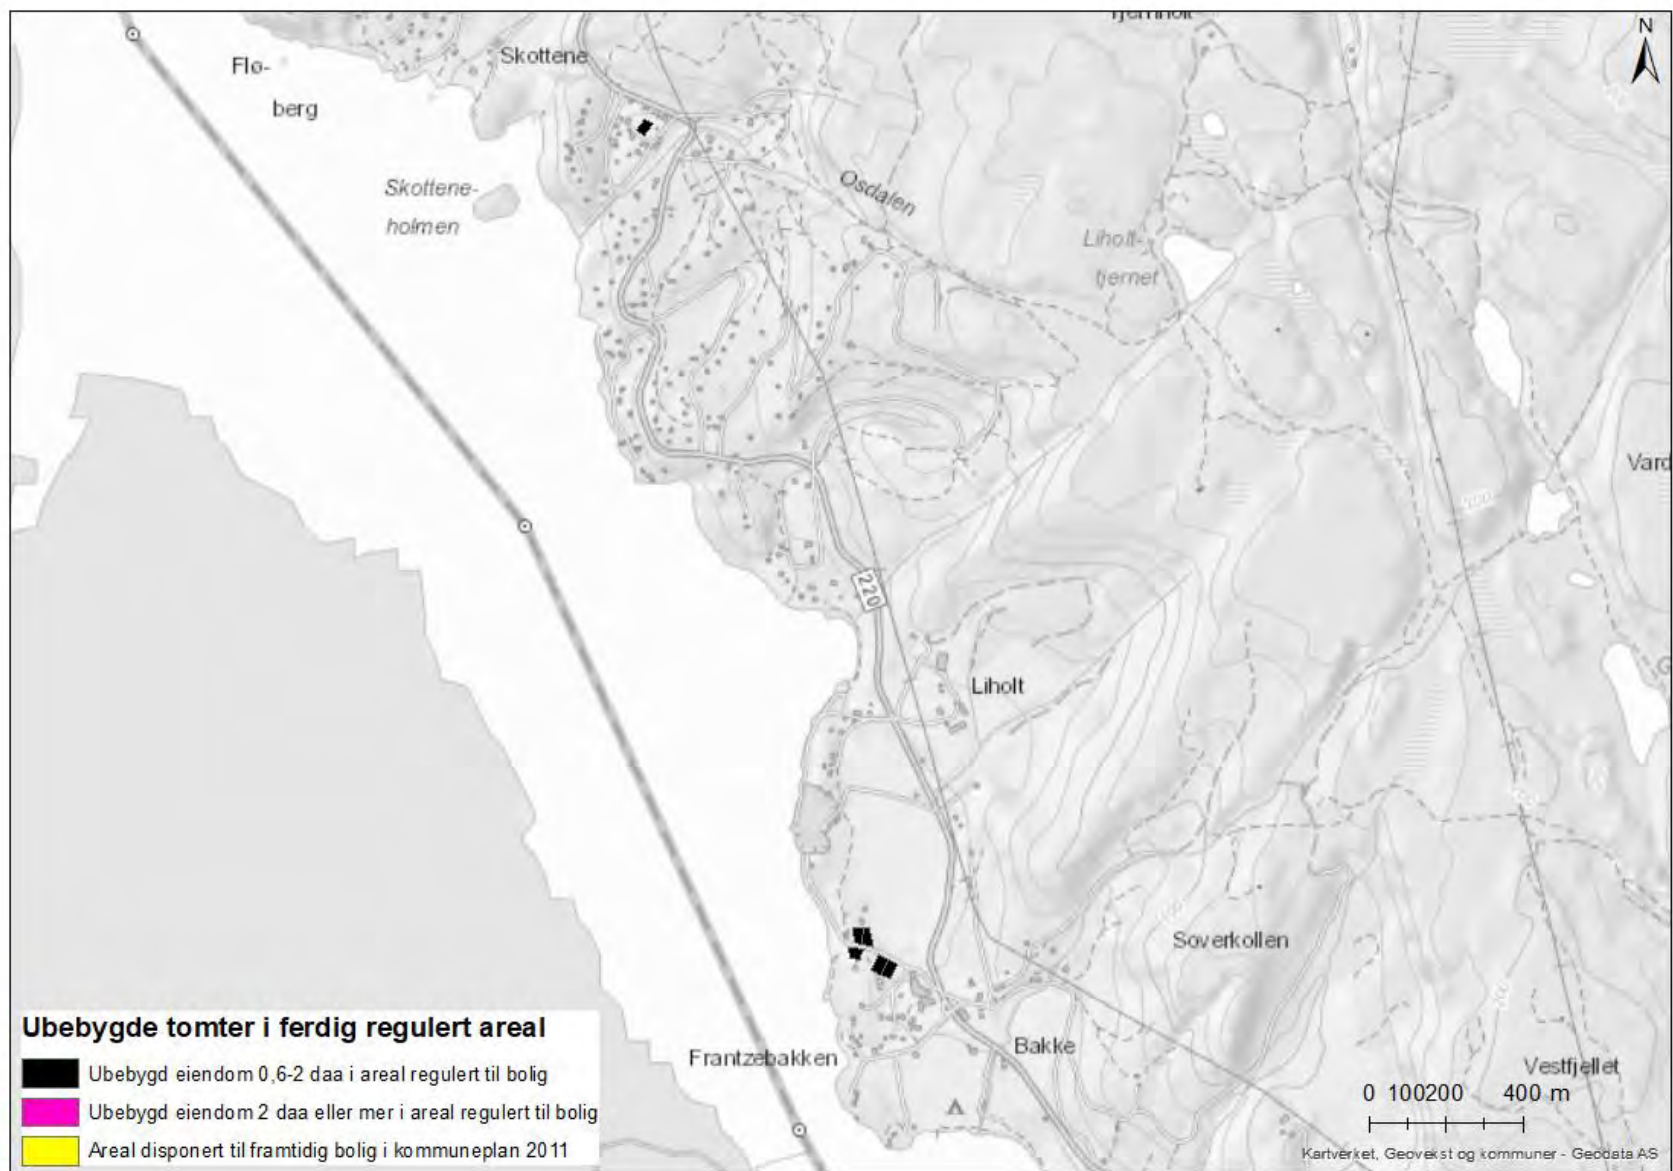 N
Skottene
Flø-
berg
Skottene-
holmen
Osdalen
Liholt-
tjernet
Vard
200
220
Liholt
Soverkollen
Bakke
Frantzebakken
Vestfjellet
Ubebygde tomter i ferdig regulert areal
Ubebygd eiendom 0,6-2 daa i areal regulert til bolig
Ubebygd eiendom 2 daa eller mer i areal regulert til bolig
Areal disponert til framtidig bolig i kommuneplan 2011
0 100200 400 m
Kartverket, Geovekst og kommuner - Geodata AS